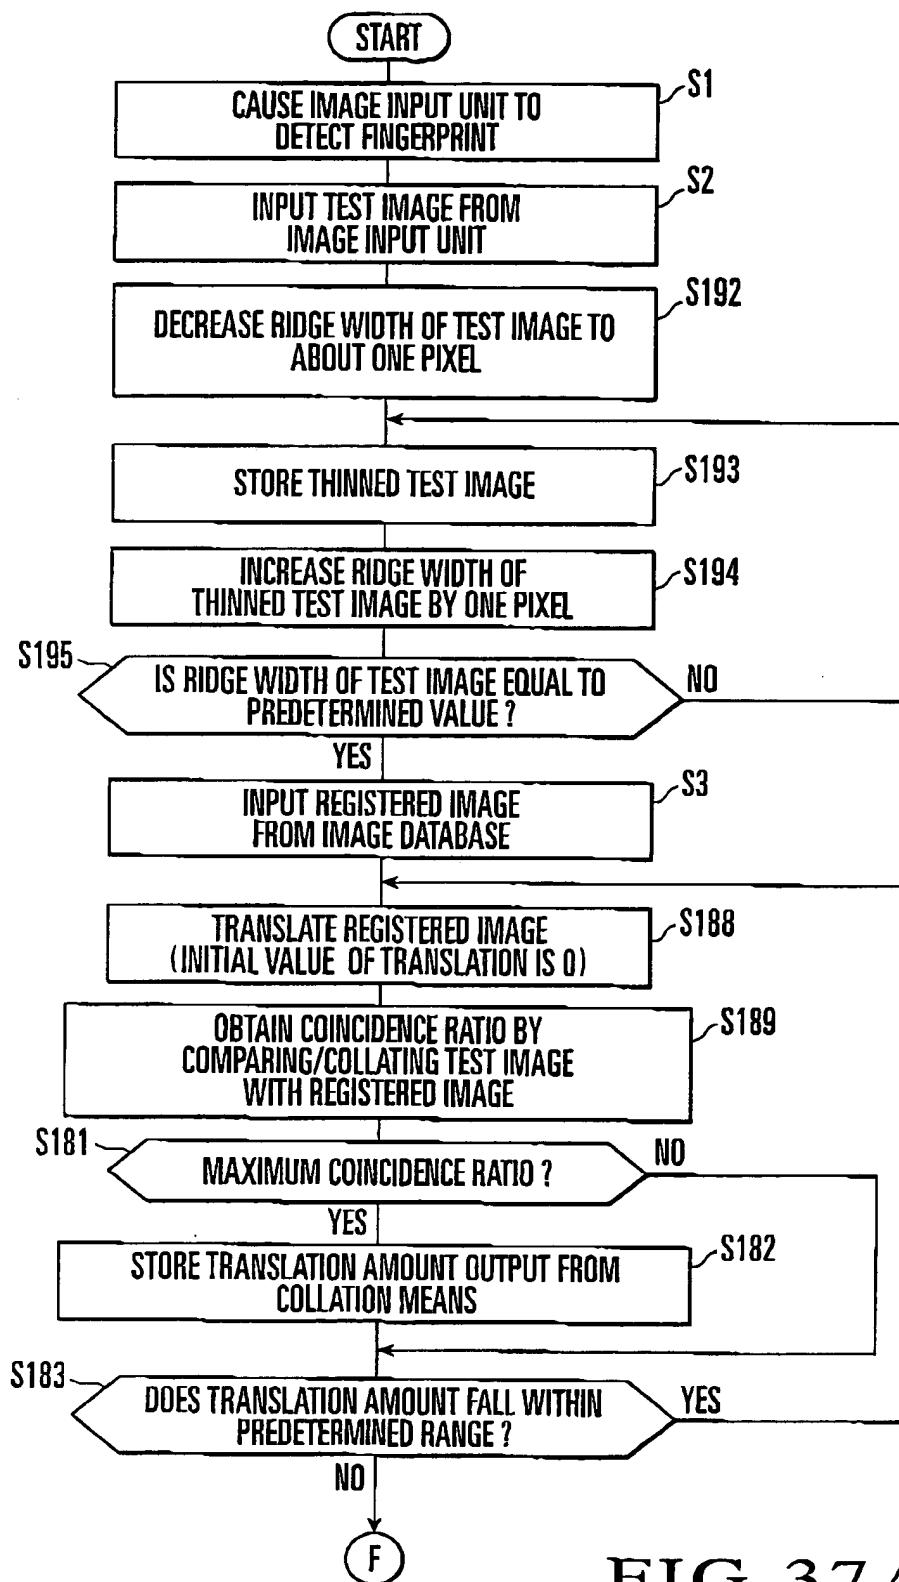 START
S1
CAUSE IMAGE INPUT UNIT TO
DETECT FINGERPRINT
S2
INPUT TEST IMAGE FROM
IMAGE INPUT UNIT
S192
DECREASE RIDGE WIDTH OF TEST IMAGE TO
ABOUT ONE PIXEL
S193
STORE THINNED TEST IMAGE
S194
INCREASE RIDGE WIDTH OF
THINNED TEST IMAGE BY ONE PIXEL
S195
IS RIDGE WIDTH OF TEST IMAGE EQUAL TO
PREDETERMINED VALUE ?
NO
YES
S3
INPUT REGISTERED IMAGE
FROM IMAGE DATABASE
S188
TRANSLATE REGISTERED IMAGE
(INITIAL VALUE OF TRANSLATION IS 0)
S189
OBTAIN COINCIDENCE RATIO BY
COMPARING/COLLATING TEST IMAGE
WITH REGISTERED IMAGE
S181
MAXIMUM COINCIDENCE RATIO ?
NO
YES
S182
STORE TRANSLATION AMOUNT OUTPUT FROM
COLLATION MEANS
S183
DOES TRANSLATION AMOUNT FALL WITHIN
PREDETERMINED RANGE ?
YES
NO
F
FIG. 37A